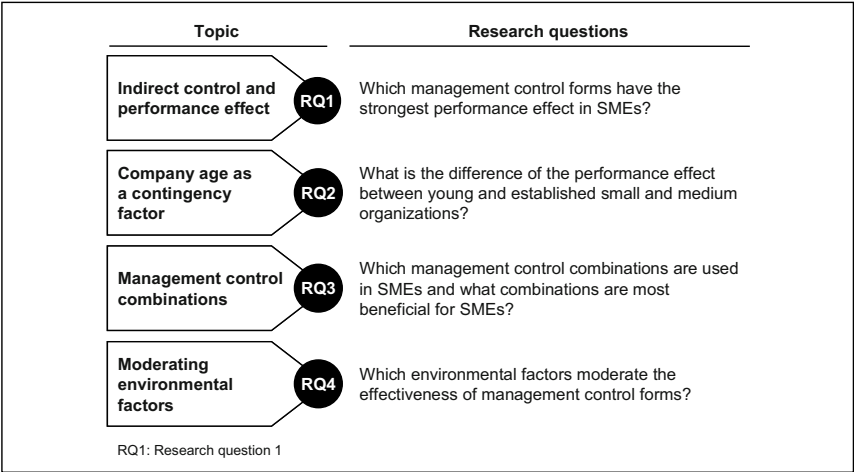 Topic
Research questions
Indirect control and
performance effect
RQ1
Which management control forms have the
strongest performance effect in SMEs?
Company age as
a contingency
factor
RQ2
What is the difference of the performance effect
between young and established small and medium
organizations?
Management control
combinations
RQ3
Which management control combinations are used
in SMEs and what combinations are most
beneficial for SMEs?
Moderating
environmental
factors
RQ4
Which environmental factors moderate the
effectiveness of management control forms?
RQ1: Research question 1